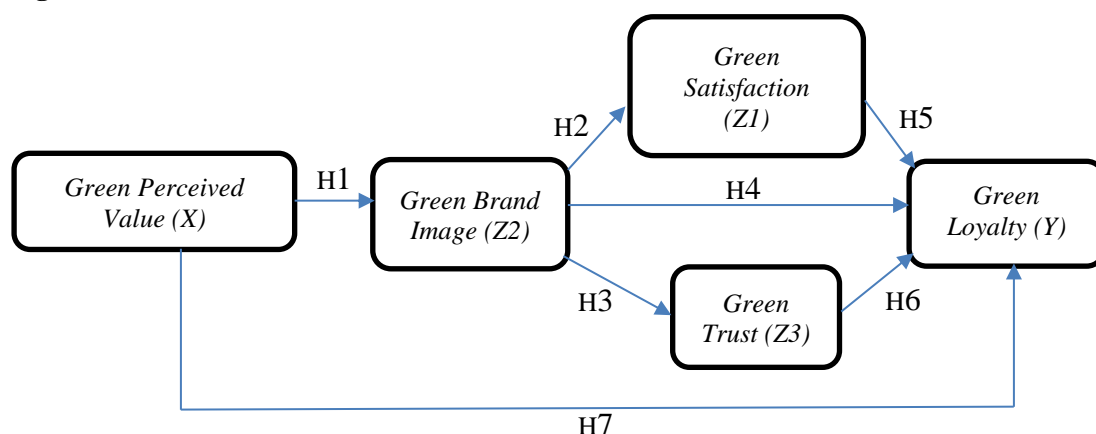 Green
Satisfaction
(Z1)
H2
H5
Green Perceived
Value (X)
H1
Green Brand
Image (Z2)
H4
Green
Loyalty (Y)
H3
Green
Trust (Z3)
H6
H7